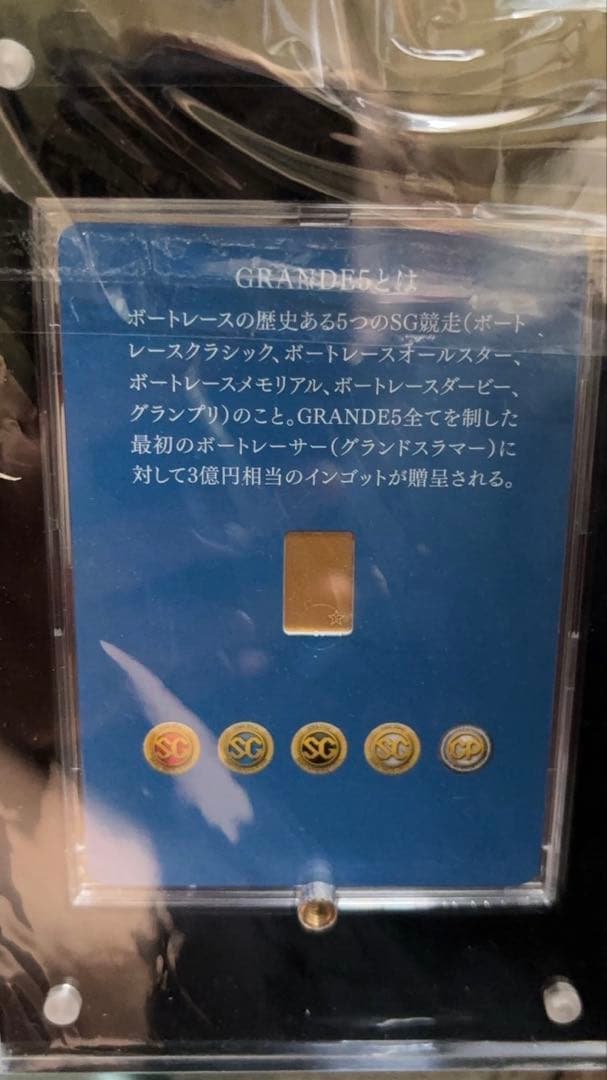 GRANDE5とは
ボートレースの歴史ある5つのSG競走(ボート
レースクラシック、ボートレースオールスター、
ボートレースメモリアル、ボートレースダービー、
グランプリ)のこと。GRANDE5全てを制した
最初のボートレーサー(グランドスラマー)に
対して3億円相当のインゴットが贈呈される。
SG SG SG SG GP